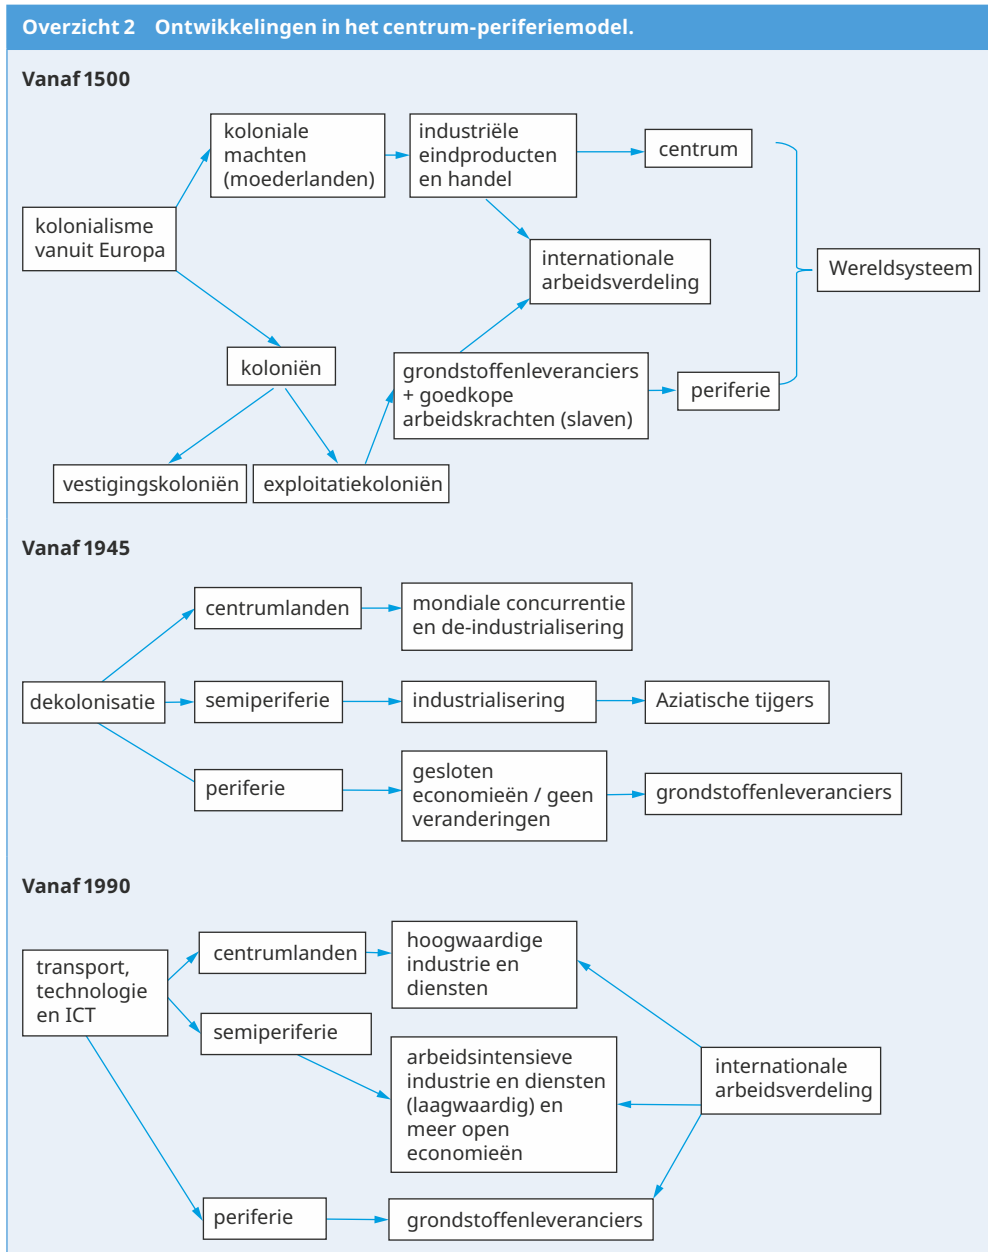 Overzicht 2 Ontwikkelingen in het centrum-periferiemodel.
Vanaf 1500
koloniale
machten
(moederlanden)
industriële
eindproducten
en handel
centrum
kolonialisme
vanuit Europa
internationale
arbeidsverdeling
Wereldsysteem
koloniën
grondstoffenleveranciers
+ goedkope
arbeidskrachten (slaven)
periferie
vestigingskoloniën
exploitatiekoloniën
Vanaf 1945
centrumlanden
mondiale concurrentie
en de-industrialisering
dekolonisatie
semiperiferie
industrialisering
Aziatische tijgers
periferie
gesloten
economieën / geen
veranderingen
grondstoffenleveranciers
Vanaf 1990
transport,
technologie
en ICT
centrumlanden
hoogwaardige
industrie en
diensten
semiperiferie
arbeidsintensieve
industrie en diensten
(laagwaardig) en
meer open
economieën
internationale
arbeidsverdeling
periferie
grondstoffenleveranciers